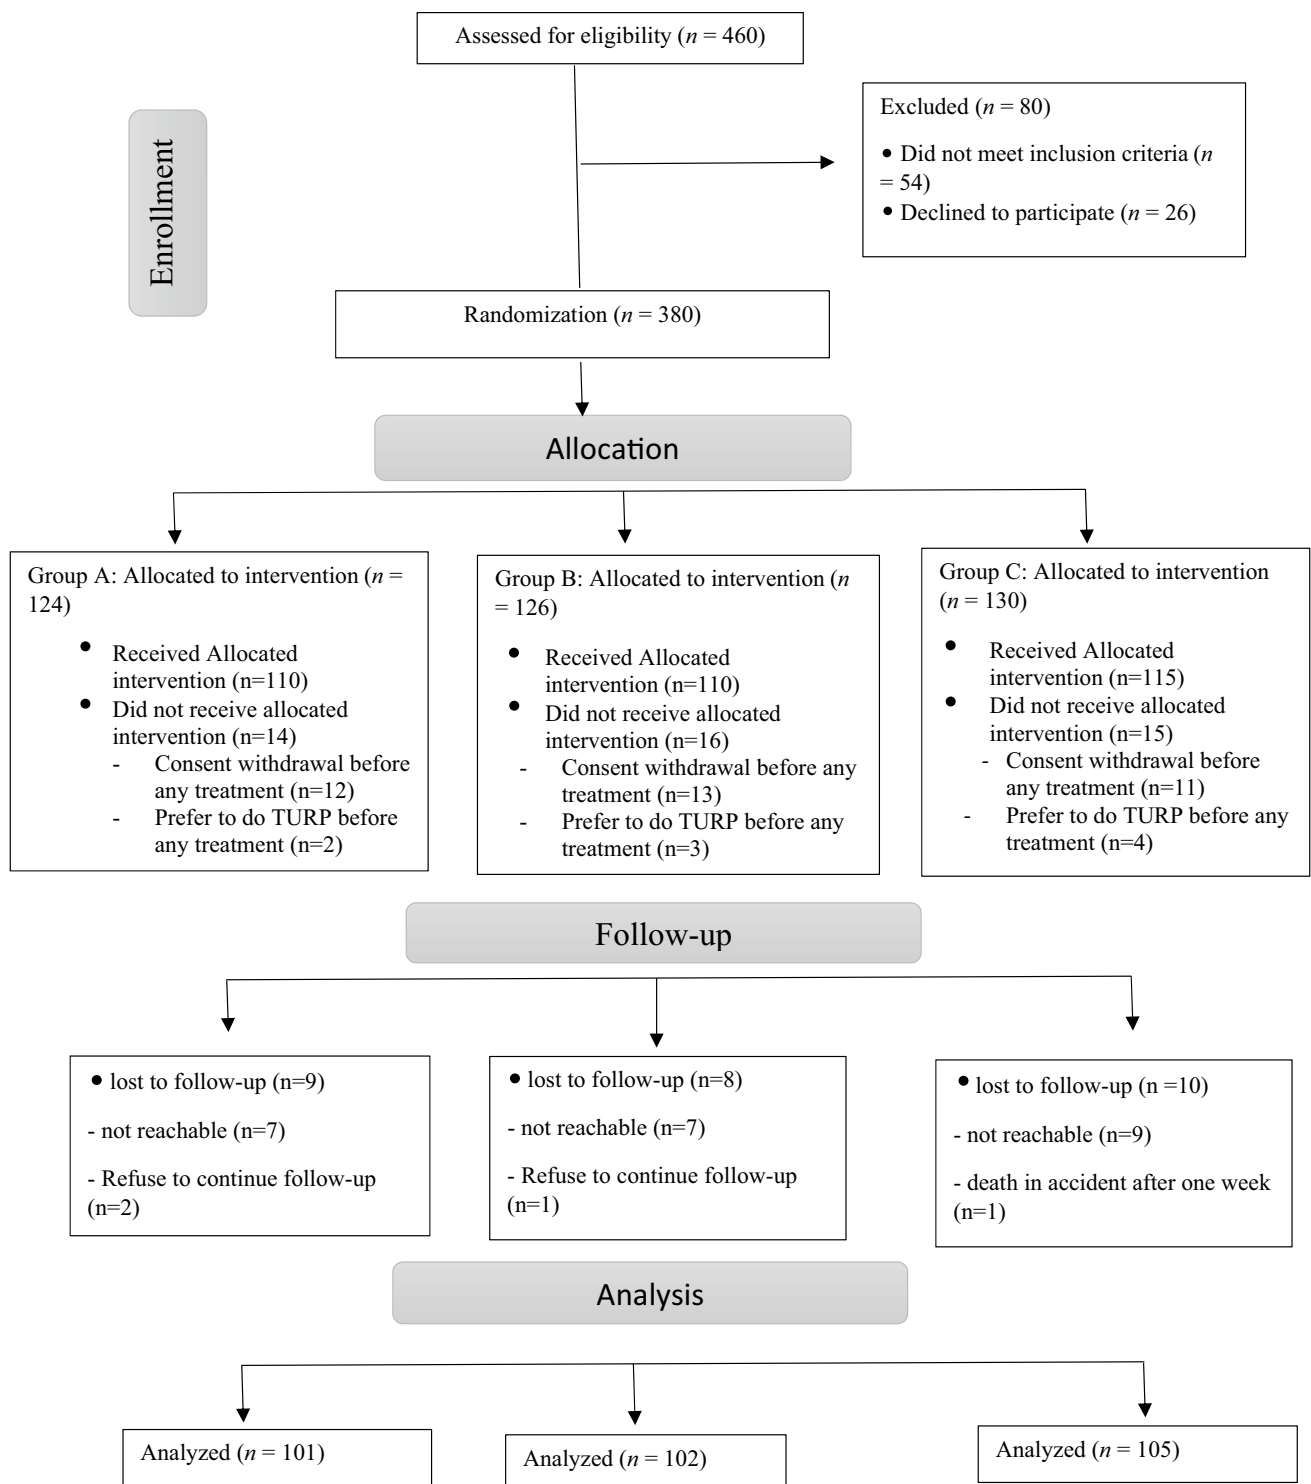 Assessed for eligibility (n = 460)
Enrollment
Excluded (n = 80)
• Did not meet inclusion criteria (n
= 54)
• Declined to participate (n = 26)
Randomization (n = 380)
Allocation
Group A: Allocated to intervention (n =
124)
• Received Allocated
intervention (n=110)
• Did not receive allocated
intervention (n=14)
- Consent withdrawal before
any treatment (n=12)
- Prefer to do TURP before
any treatment (n=2)
Group B: Allocated to intervention (n
= 126)
• Received Allocated
intervention (n=110)
• Did not receive allocated
intervention (n=16)
- Consent withdrawal before any
treatment (n=13)
- Prefer to do TURP before any
treatment (n=3)
Group C: Allocated to intervention
(n = 130)
• Received Allocated
intervention (n=115)
• Did not receive allocated
intervention (n=15)
- Consent withdrawal before
any treatment (n=11)
- Prefer to do TURP before any
treatment (n=4)
Follow-up
• lost to follow-up (n=9)
- not reachable (n=7)
- Refuse to continue follow-up
(n=2)
• lost to follow-up (n=8)
- not reachable (n=7)
- Refuse to continue follow-up
(n=1)
• lost to follow-up (n =10)
- not reachable (n=9)
- death in accident after one week
(n=1)
Analysis
Analyzed (n = 101)
Analyzed (n = 102)
Analyzed (n = 105)